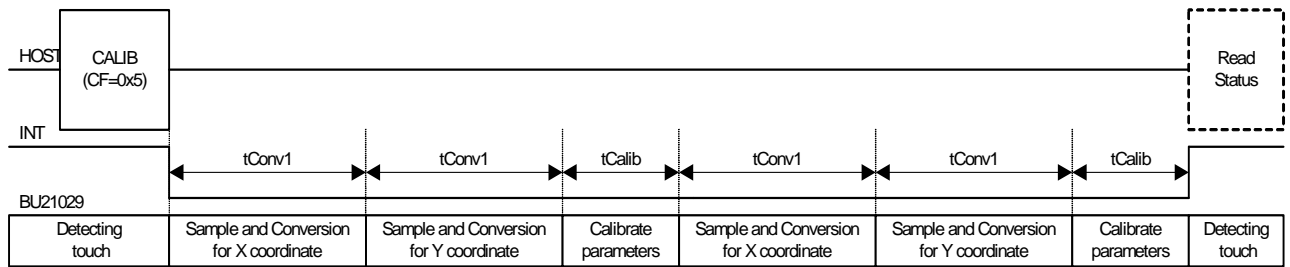 HOST
CALIB
(CF=0x5)
Read
Status
INT
tConv1 tConv1 tCalib tConv1 tConv1 tCalib
BU21029
Detecting
touch
Sample and Conversion
for X coordinate
Sample and Conversion
for Y coordinate
Calibrate
parameters
Sample and Conversion
for X coordinate
Sample and Conversion
for Y coordinate
Calibrate
parameters
Detecting
touch